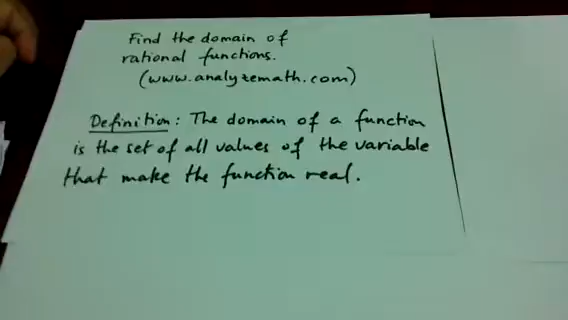 Find the domain of
rational functions.
(www.analyzemath.com)
Definition: The domain of a function
is the set of all values of the variable
that make the function real.